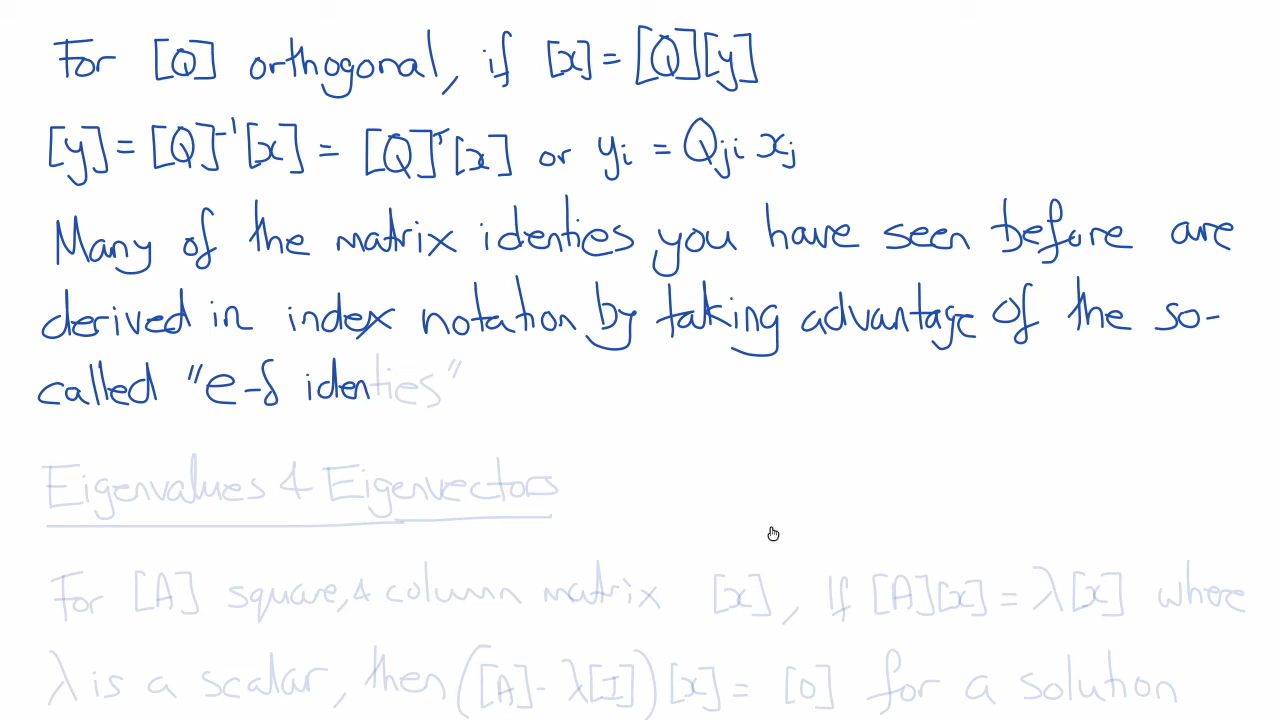 For [Q] orthogonal, if [x] = [Q][y]
[y] = [Q]⁻¹[x] = [Q]ᵀ[x] or yᵢ = Qⱼᵢ xⱼ
Many of the matrix identies you have seen before are
derived in index notation by taking advantage of the so-
called "e-δ identies"
Eigenvalues & Eigenvectors
For [A] square, & column matrix [x], If [A][x] = λ[x] where
λ is a scalar, then ([A] - λ[I])[x] = [0] for a solution